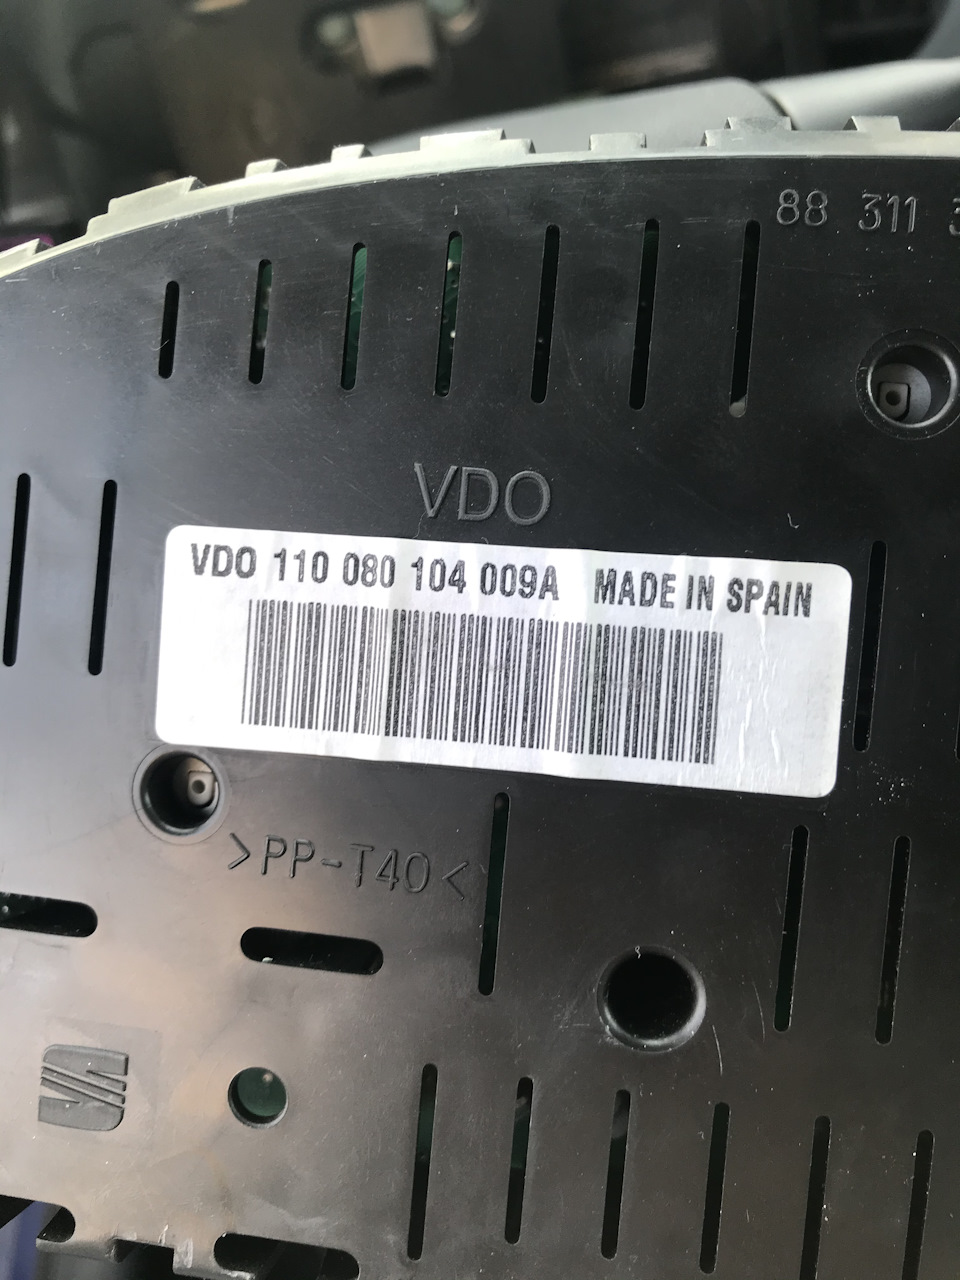 88 311
VDO
VDO 110 080 104 009A MADE IN SPAIN
>PP-T40<